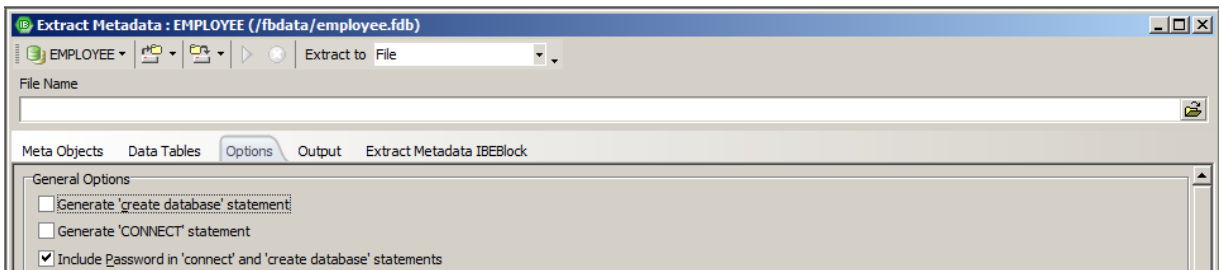 Extract Metadata : EMPLOYEE (/fbdata/employee.fdb)
EMPLOYEE Extract to File
File Name
Meta Objects Data Tables Options Output Extract Metadata IBEBlock
General Options
Generate 'create database' statement
Generate 'CONNECT' statement
Include Password in 'connect' and 'create database' statements